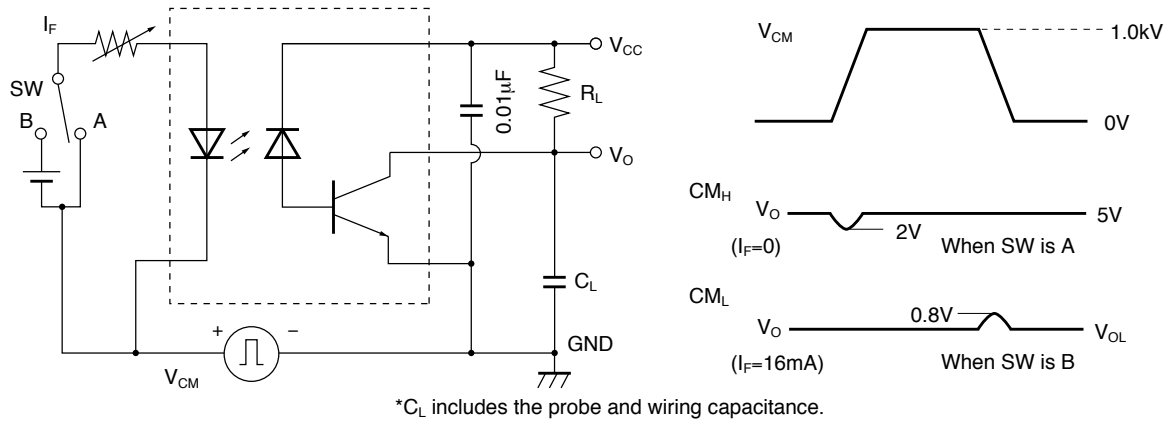 I_F
SW
B
A
V_CC
0.01μF
R_L
V_O
C_L
GND
+
−
V_CM
V_CM
1.0kV
0V
CM_H
V_O
5V
2V
(I_F=0)
When SW is A
CM_L
0.8V
V_O
V_OL
(I_F=16mA)
When SW is B
*C_L includes the probe and wiring capacitance.